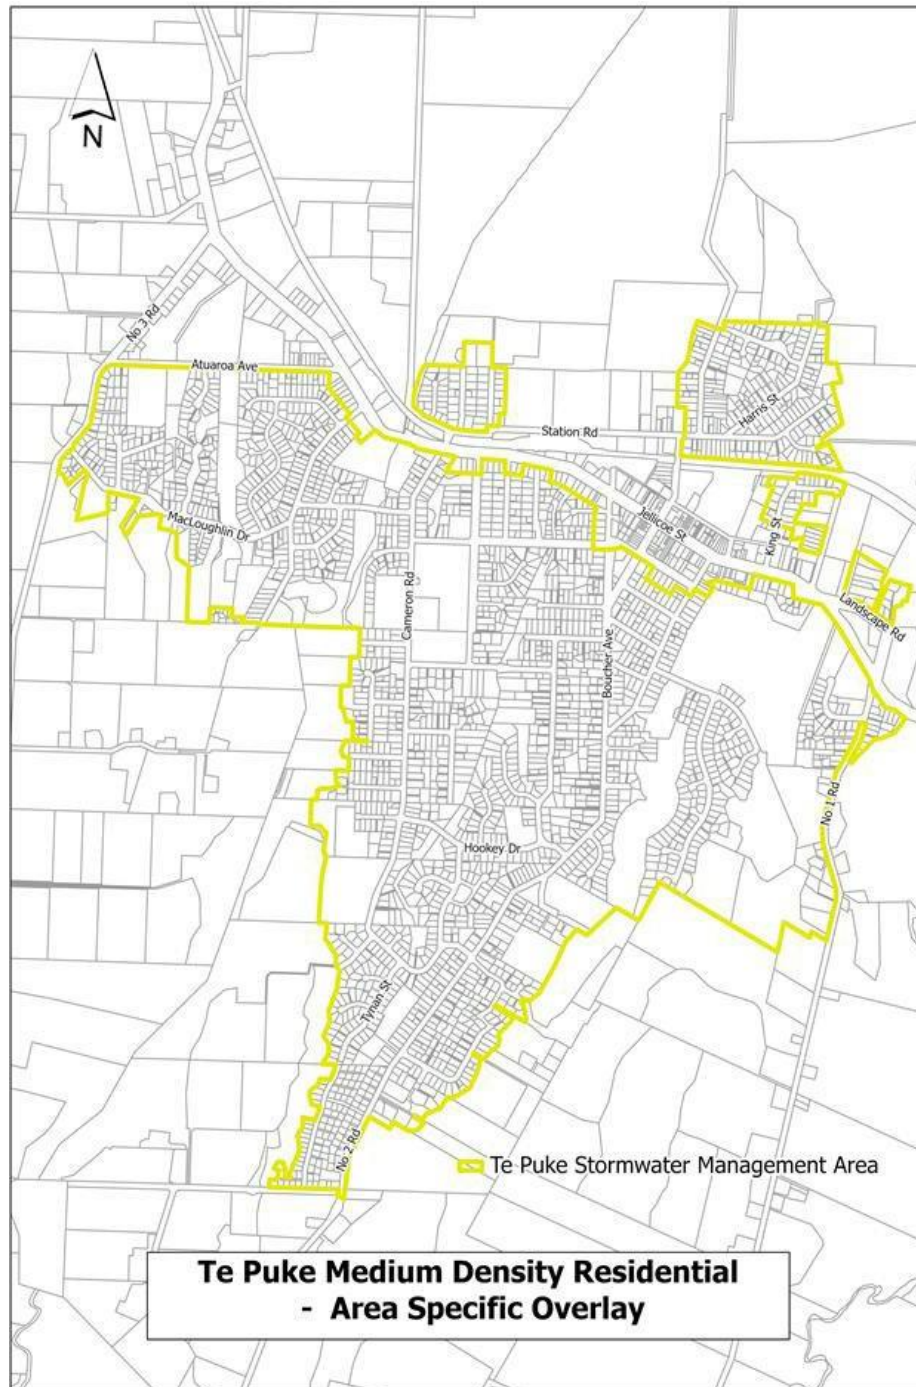 N
No 3 Rd
Atuaroa Ave
Station Rd
Harris St
MacLoughlin Dr
Jellicoe St
King St
Cameron Rd
Landscape Rd
Boucher Ave
No 1 Rd
Hookey Dr
Tynan St
No 2 Rd
Te Puke Stormwater Management Area
Te Puke Medium Density Residential
- Area Specific Overlay